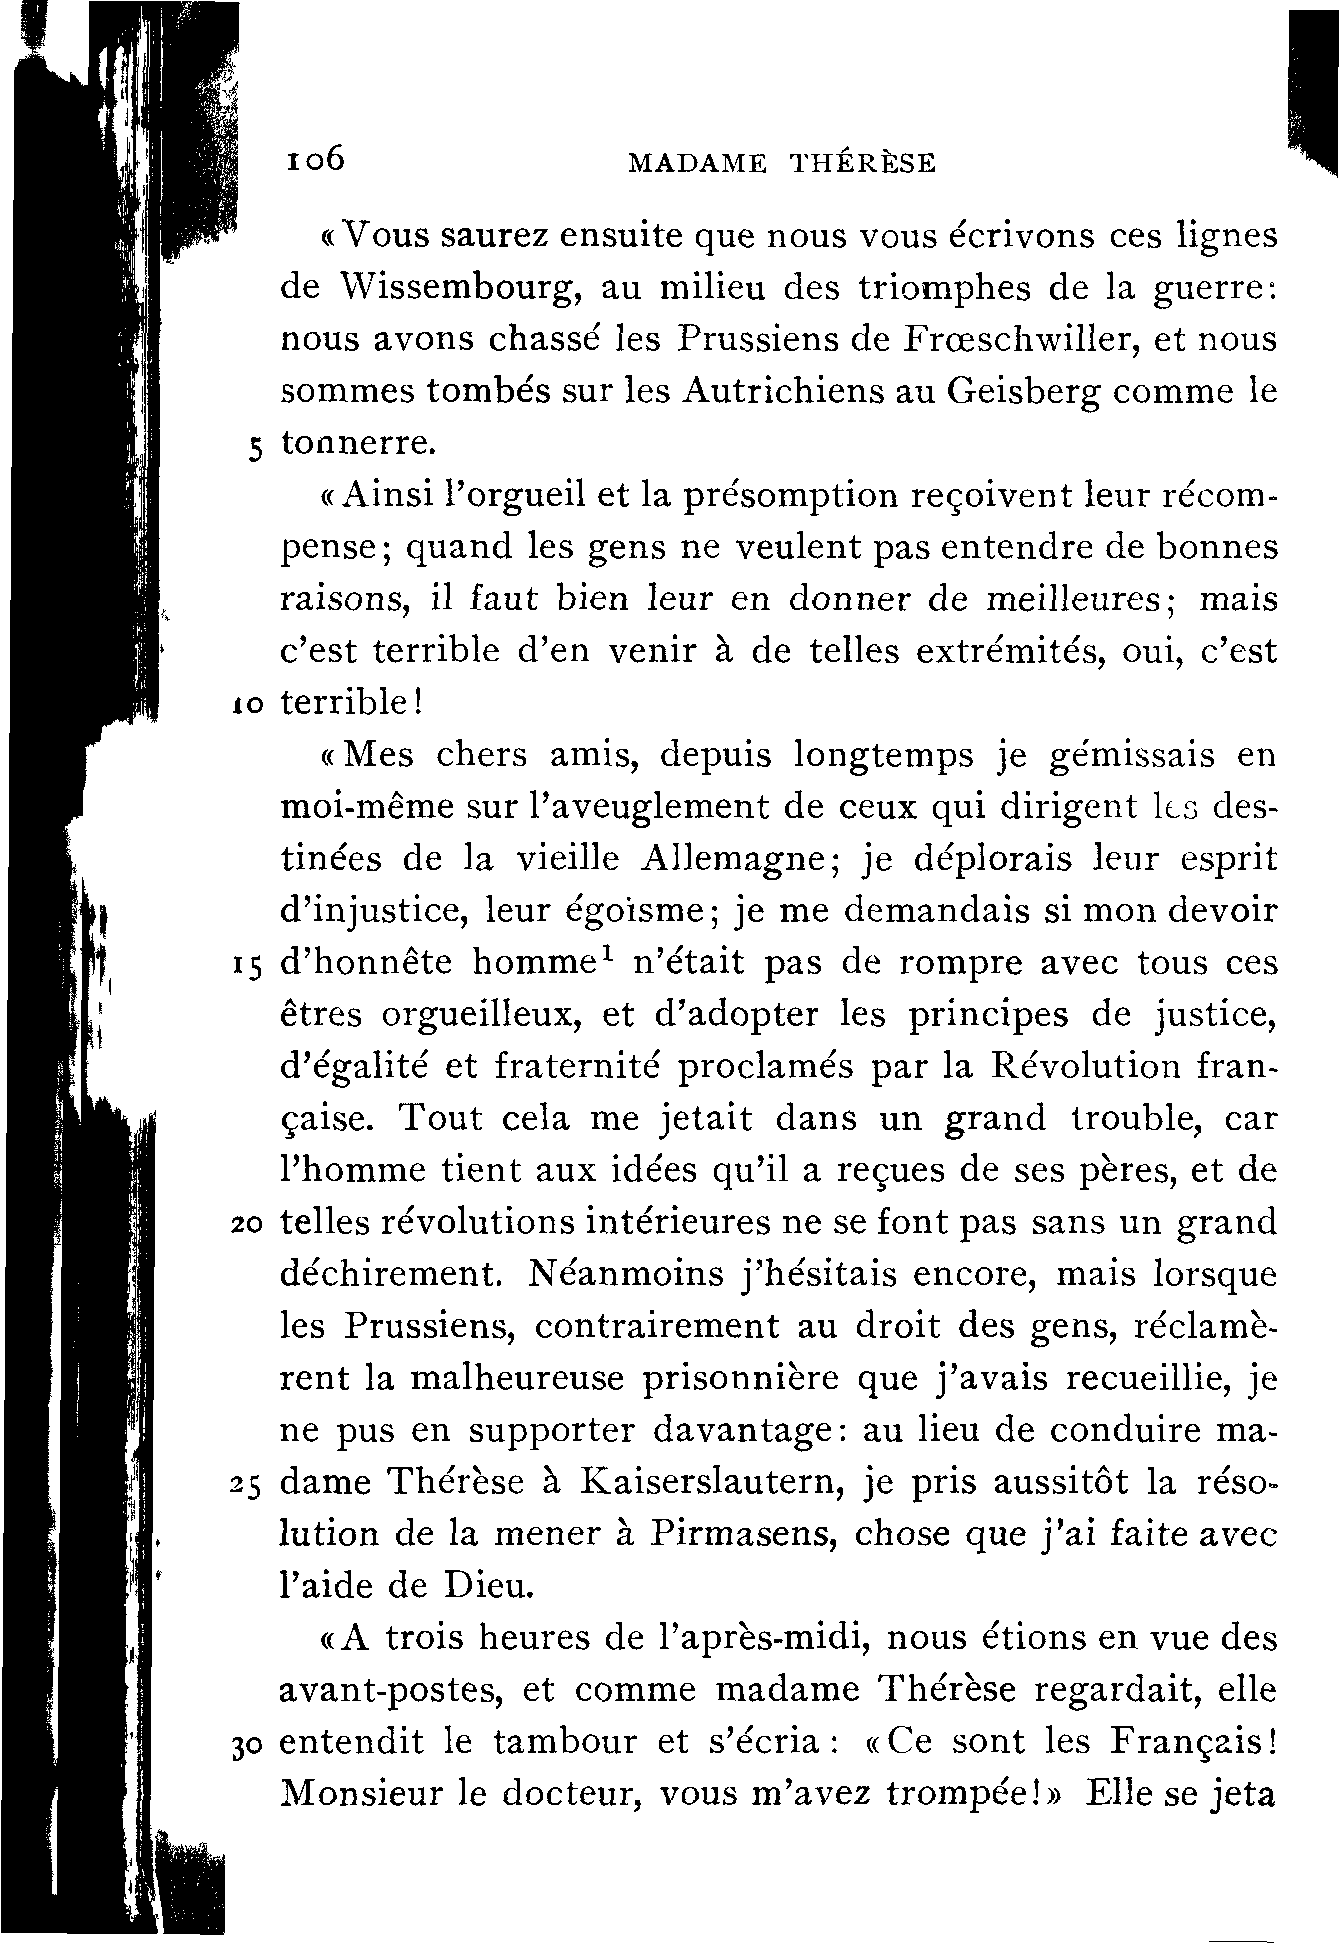 106 MADAME THÉRÈSE
« Vous saurez ensuite que nous vous écrivons ces lignes
de Wissembourg, au milieu des triomphes de la guerre:
nous avons chassé les Prussiens de Frœschwiller, et nous
sommes tombés sur les Autrichiens au Geisberg comme le
5 tonnerre.
« Ainsi l'orgueil et la présomption reçoivent leur récom-
pense; quand les gens ne veulent pas entendre de bonnes
raisons, il faut bien leur en donner de meilleures; mais
c'est terrible d'en venir à de telles extrémités, oui, c'est
10 terrible!
« Mes chers amis, depuis longtemps je gémissais en
moi-même sur l'aveuglement de ceux qui dirigent les des-
tinées de la vieille Allemagne; je déplorais leur esprit
d'injustice, leur égoïsme; je me demandais si mon devoir
15 d'honnête homme¹ n'était pas de rompre avec tous ces
êtres orgueilleux, et d'adopter les principes de justice,
d'égalité et fraternité proclamés par la Révolution fran-
çaise. Tout cela me jetait dans un grand trouble, car
l'homme tient aux idées qu'il a reçues de ses pères, et de
20 telles révolutions intérieures ne se font pas sans un grand
déchirement. Néanmoins j'hésitais encore, mais lorsque
les Prussiens, contrairement au droit des gens, réclamè-
rent la malheureuse prisonnière que j'avais recueillie, je
ne pus en supporter davantage: au lieu de conduire ma-
25 dame Thérèse à Kaiserslautern, je pris aussitôt la réso-
lution de la mener à Pirmasens, chose que j'ai faite avec
l'aide de Dieu.
« A trois heures de l'après-midi, nous étions en vue des
avant-postes, et comme madame Thérèse regardait, elle
30 entendit le tambour et s'écria: « Ce sont les Français!
Monsieur le docteur, vous m'avez trompée!» Elle se jeta